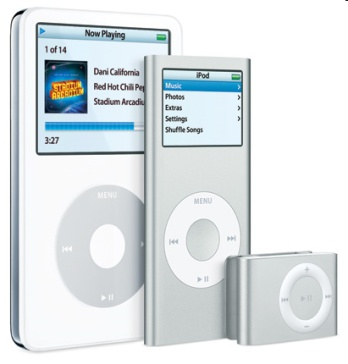 Now Playing
1 of 14
Dani California
Red Hot Chili Pep
Stadium Arcadiu
3:27
MENU
iPod
Music
Photos
Extras
Settings
Shuffle Songs
MENU